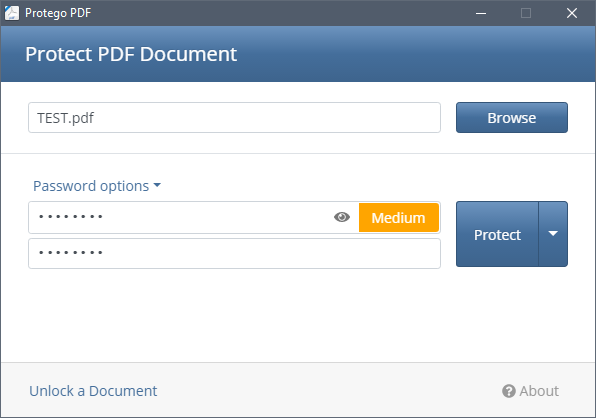 Protego PDF
Protect PDF Document
TEST.pdf
Browse
Password options
•••••••• Medium
Protect
••••••••
Unlock a Document
About